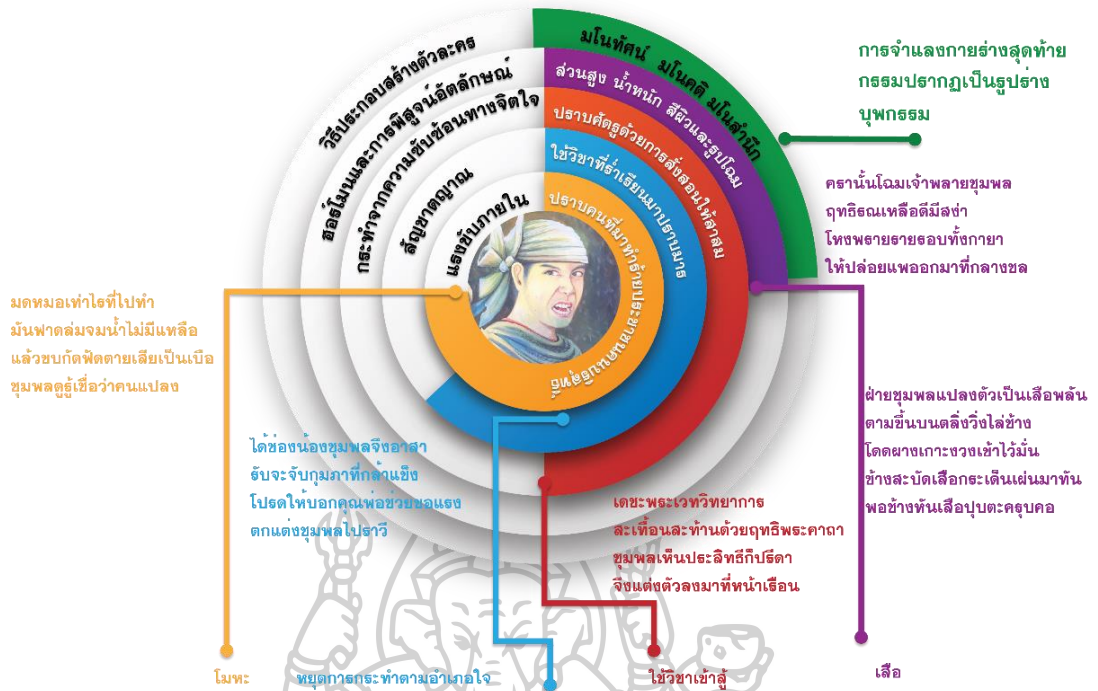 วิธีประกอบสร้างตัวละคร
ฮอร์โมนและการพิสูจน์อัตลักษณ์
กระทำจากความซับซ้อนทางจิตใจ
สัญชาตญาณ
แรงขับภายใน
มโนทัศน์ มโนคติ มโนสำนึก
ส่วนสูง น้ำหนัก สีผิวและรูปโฉม
ปราบศัตรูด้วยการสั่งสอนให้สาสม
ใช้วิชาที่ร่ำเรียนมาปราบมาร
ปราบคนที่มาทำร้ายประชาชนคนบริสุทธิ์
การจำแลงกายร่างสุดท้าย
กรรมปรากฏเป็นรูปร่าง
บุพกรรม
ครานั้นโฉมเจ้าพลายชุมพล
ฤทธิรณเหลือดีมีสง่า
โหงพรายรายรอบทั้งกายา
ให้ปล่อยแพออกมาที่กลางชล
มดหมอเท่าไรที่ไปทำ
มันฟาดล่มจมน้ำไม่มีเหลือ
แล้วขบกัดฟัดตายเสียเป็นเบือ
ชุมพลดูรู้เชื่อว่าคนแปลง
ฝ่ายชุมพลแปลงตัวเป็นเสือพลัน
ตามขึ้นบนตลิ่งวิ่งไล่ช้าง
โดดผางเกาะงวงเข้าไว้มั่น
ช้างสะบัดเสือกระเด็นเผ่นมาทัน
พอช้างหันเสือปุบตะครุบคอ
ได้ช่องน้องชุมพลจึงอาสา
รับจะจับกุมภาที่กล้าแข็ง
โปรดให้บอกคุณพ่อช่วยขอแรง
ตกแต่งชุมพลไปราวี
เดชะพระเวทวิทยาการ
สะเทื้อนสะท้านด้วยฤทธิพระคาถา
ชุมพลเห็นประสิทธิ์ก็ปรีดา
จึงแต่งตัวลงมาที่หน้าเรือน
โมหะ
หยุดการกระทำตามอำเภอใจ
ใช้วิชาเข้าสู้
เสือ